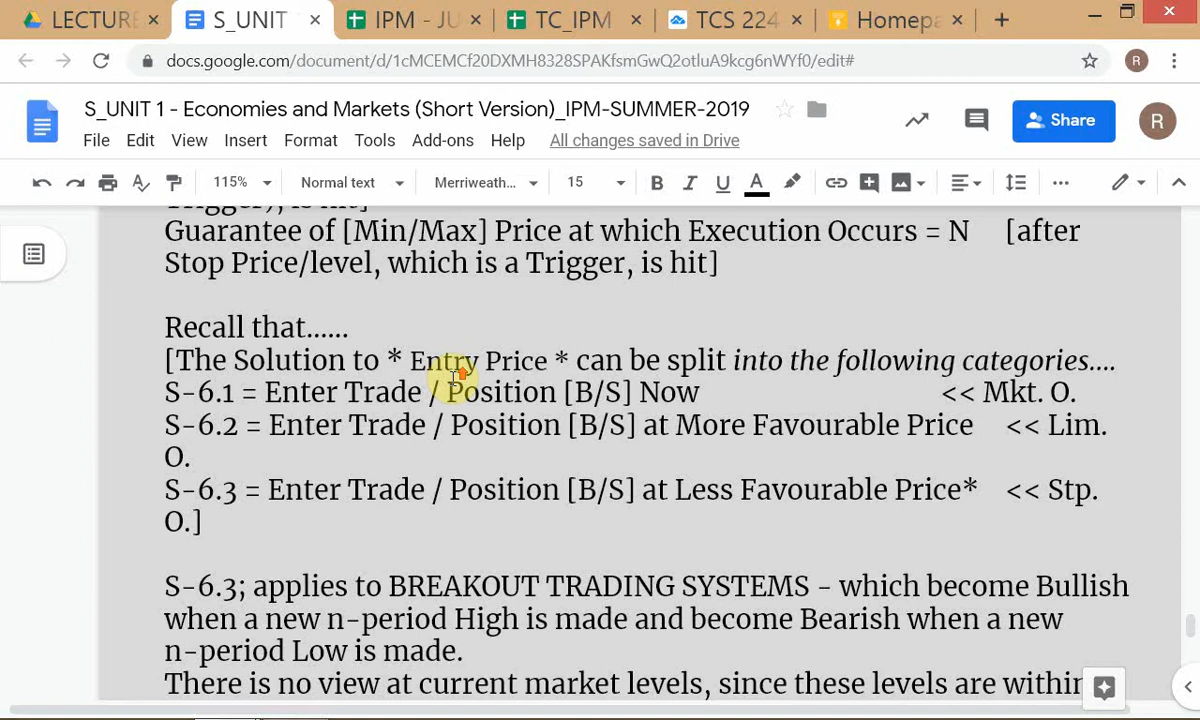 LECTURE
S_UNIT
IPM - JU
TC_IPM
TCS 224
Homepa
docs.google.com/document/d/1cMCEMCf20DXMH8328SPAKfsmGwQ2otluA9kcg6nWYf0/edit#
R
S_UNIT 1 - Economies and Markets (Short Version)_IPM-SUMMER-2019
Share
R
File Edit View Insert Format Tools Add-ons Help All changes saved in Drive
115% Normal text Merriweath... 15 B I U A
Guarantee of [Min/Max] Price at which Execution Occurs = N [after
Stop Price/level, which is a Trigger, is hit]
Recall that......
[The Solution to * Entry Price * can be split into the following categories....
S-6.1 = Enter Trade / Position [B/S] Now << Mkt. O.
S-6.2 = Enter Trade / Position [B/S] at More Favourable Price << Lim.
O.
S-6.3 = Enter Trade / Position [B/S] at Less Favourable Price* << Stp.
O.]
S-6.3; applies to BREAKOUT TRADING SYSTEMS - which become Bullish
when a new n-period High is made and become Bearish when a new
n-period Low is made.
There is no view at current market levels, since these levels are within